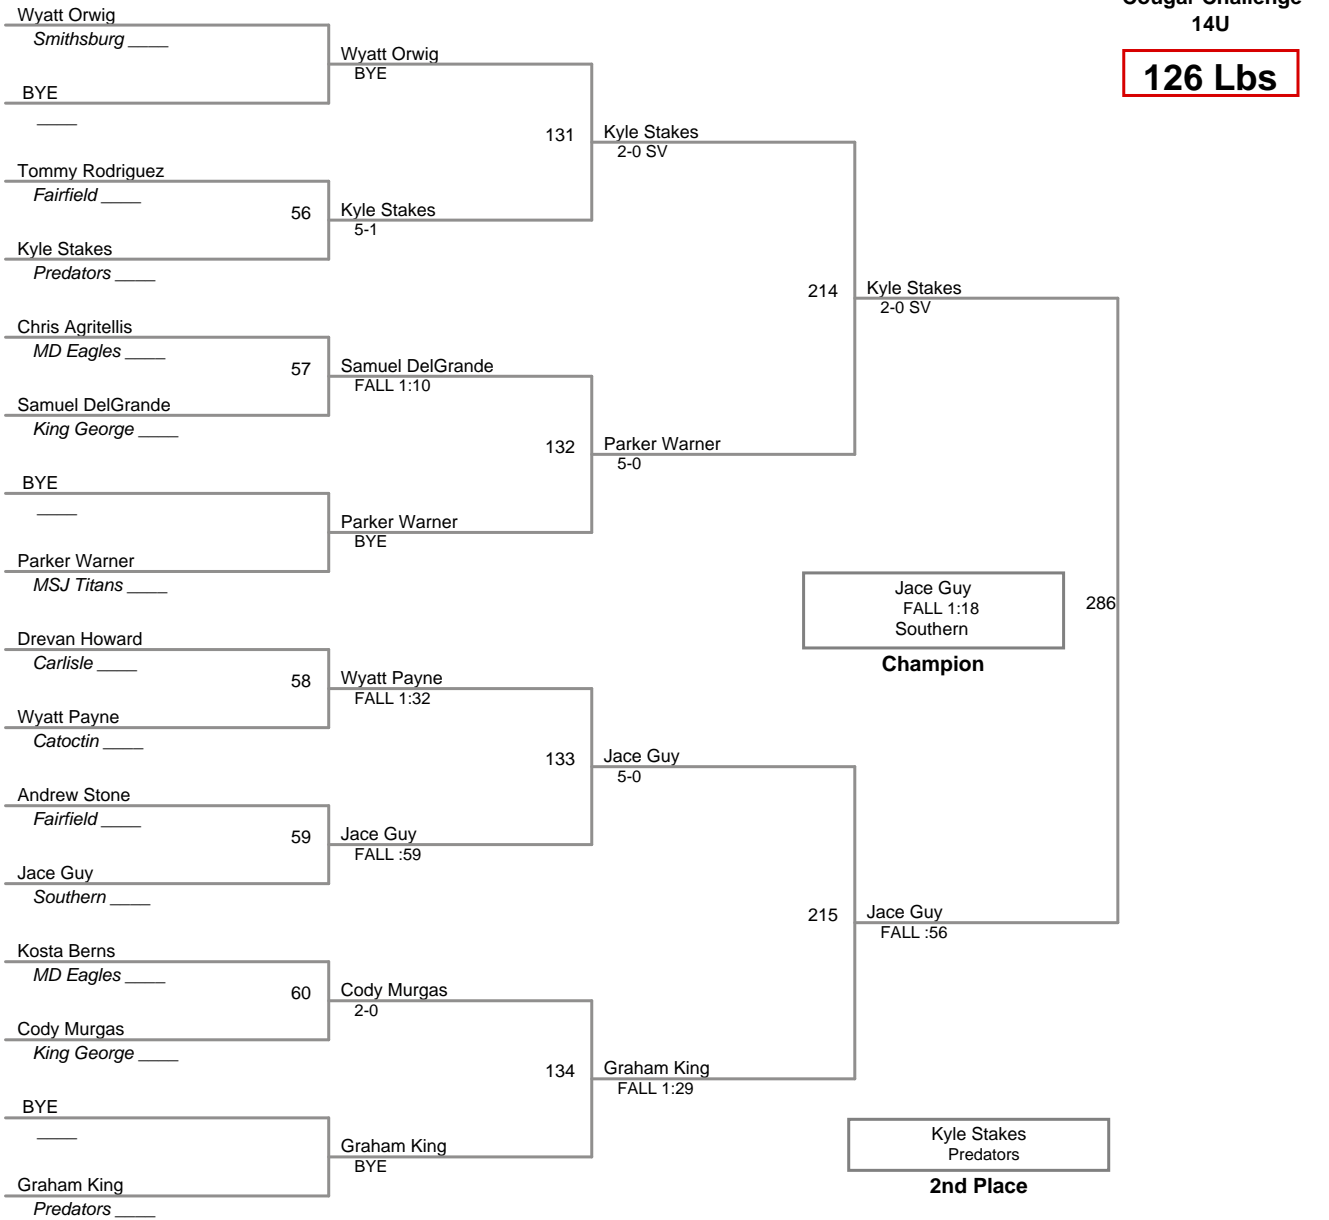 Cougar Challenge
14U
126 Lbs
Wyatt Orwig
Smithsburg ____
BYE
____
Tommy Rodriguez
Fairfield ____
Kyle Stakes
Predators ____
Chris Agritellis
MD Eagles ____
Samuel DelGrande
King George ____
BYE
____
Parker Warner
MSJ Titans ____
Drevan Howard
Carlisle ____
Wyatt Payne
Catoctin ____
Andrew Stone
Fairfield ____
Jace Guy
Southern ____
Kosta Berns
MD Eagles ____
Cody Murgas
King George ____
BYE
____
Graham King
Predators ____
Wyatt Orwig
BYE
56
Kyle Stakes
5-1
57
Samuel DelGrande
FALL 1:10
Parker Warner
BYE
58
Wyatt Payne
FALL 1:32
59
Jace Guy
FALL :59
60
Cody Murgas
2-0
Graham King
BYE
131
Kyle Stakes
2-0 SV
132
Parker Warner
5-0
133
Jace Guy
5-0
134
Graham King
FALL 1:29
214
Kyle Stakes
2-0 SV
215
Jace Guy
FALL :56
286
Jace Guy
FALL 1:18
Southern
Champion
Kyle Stakes
Predators
2nd Place